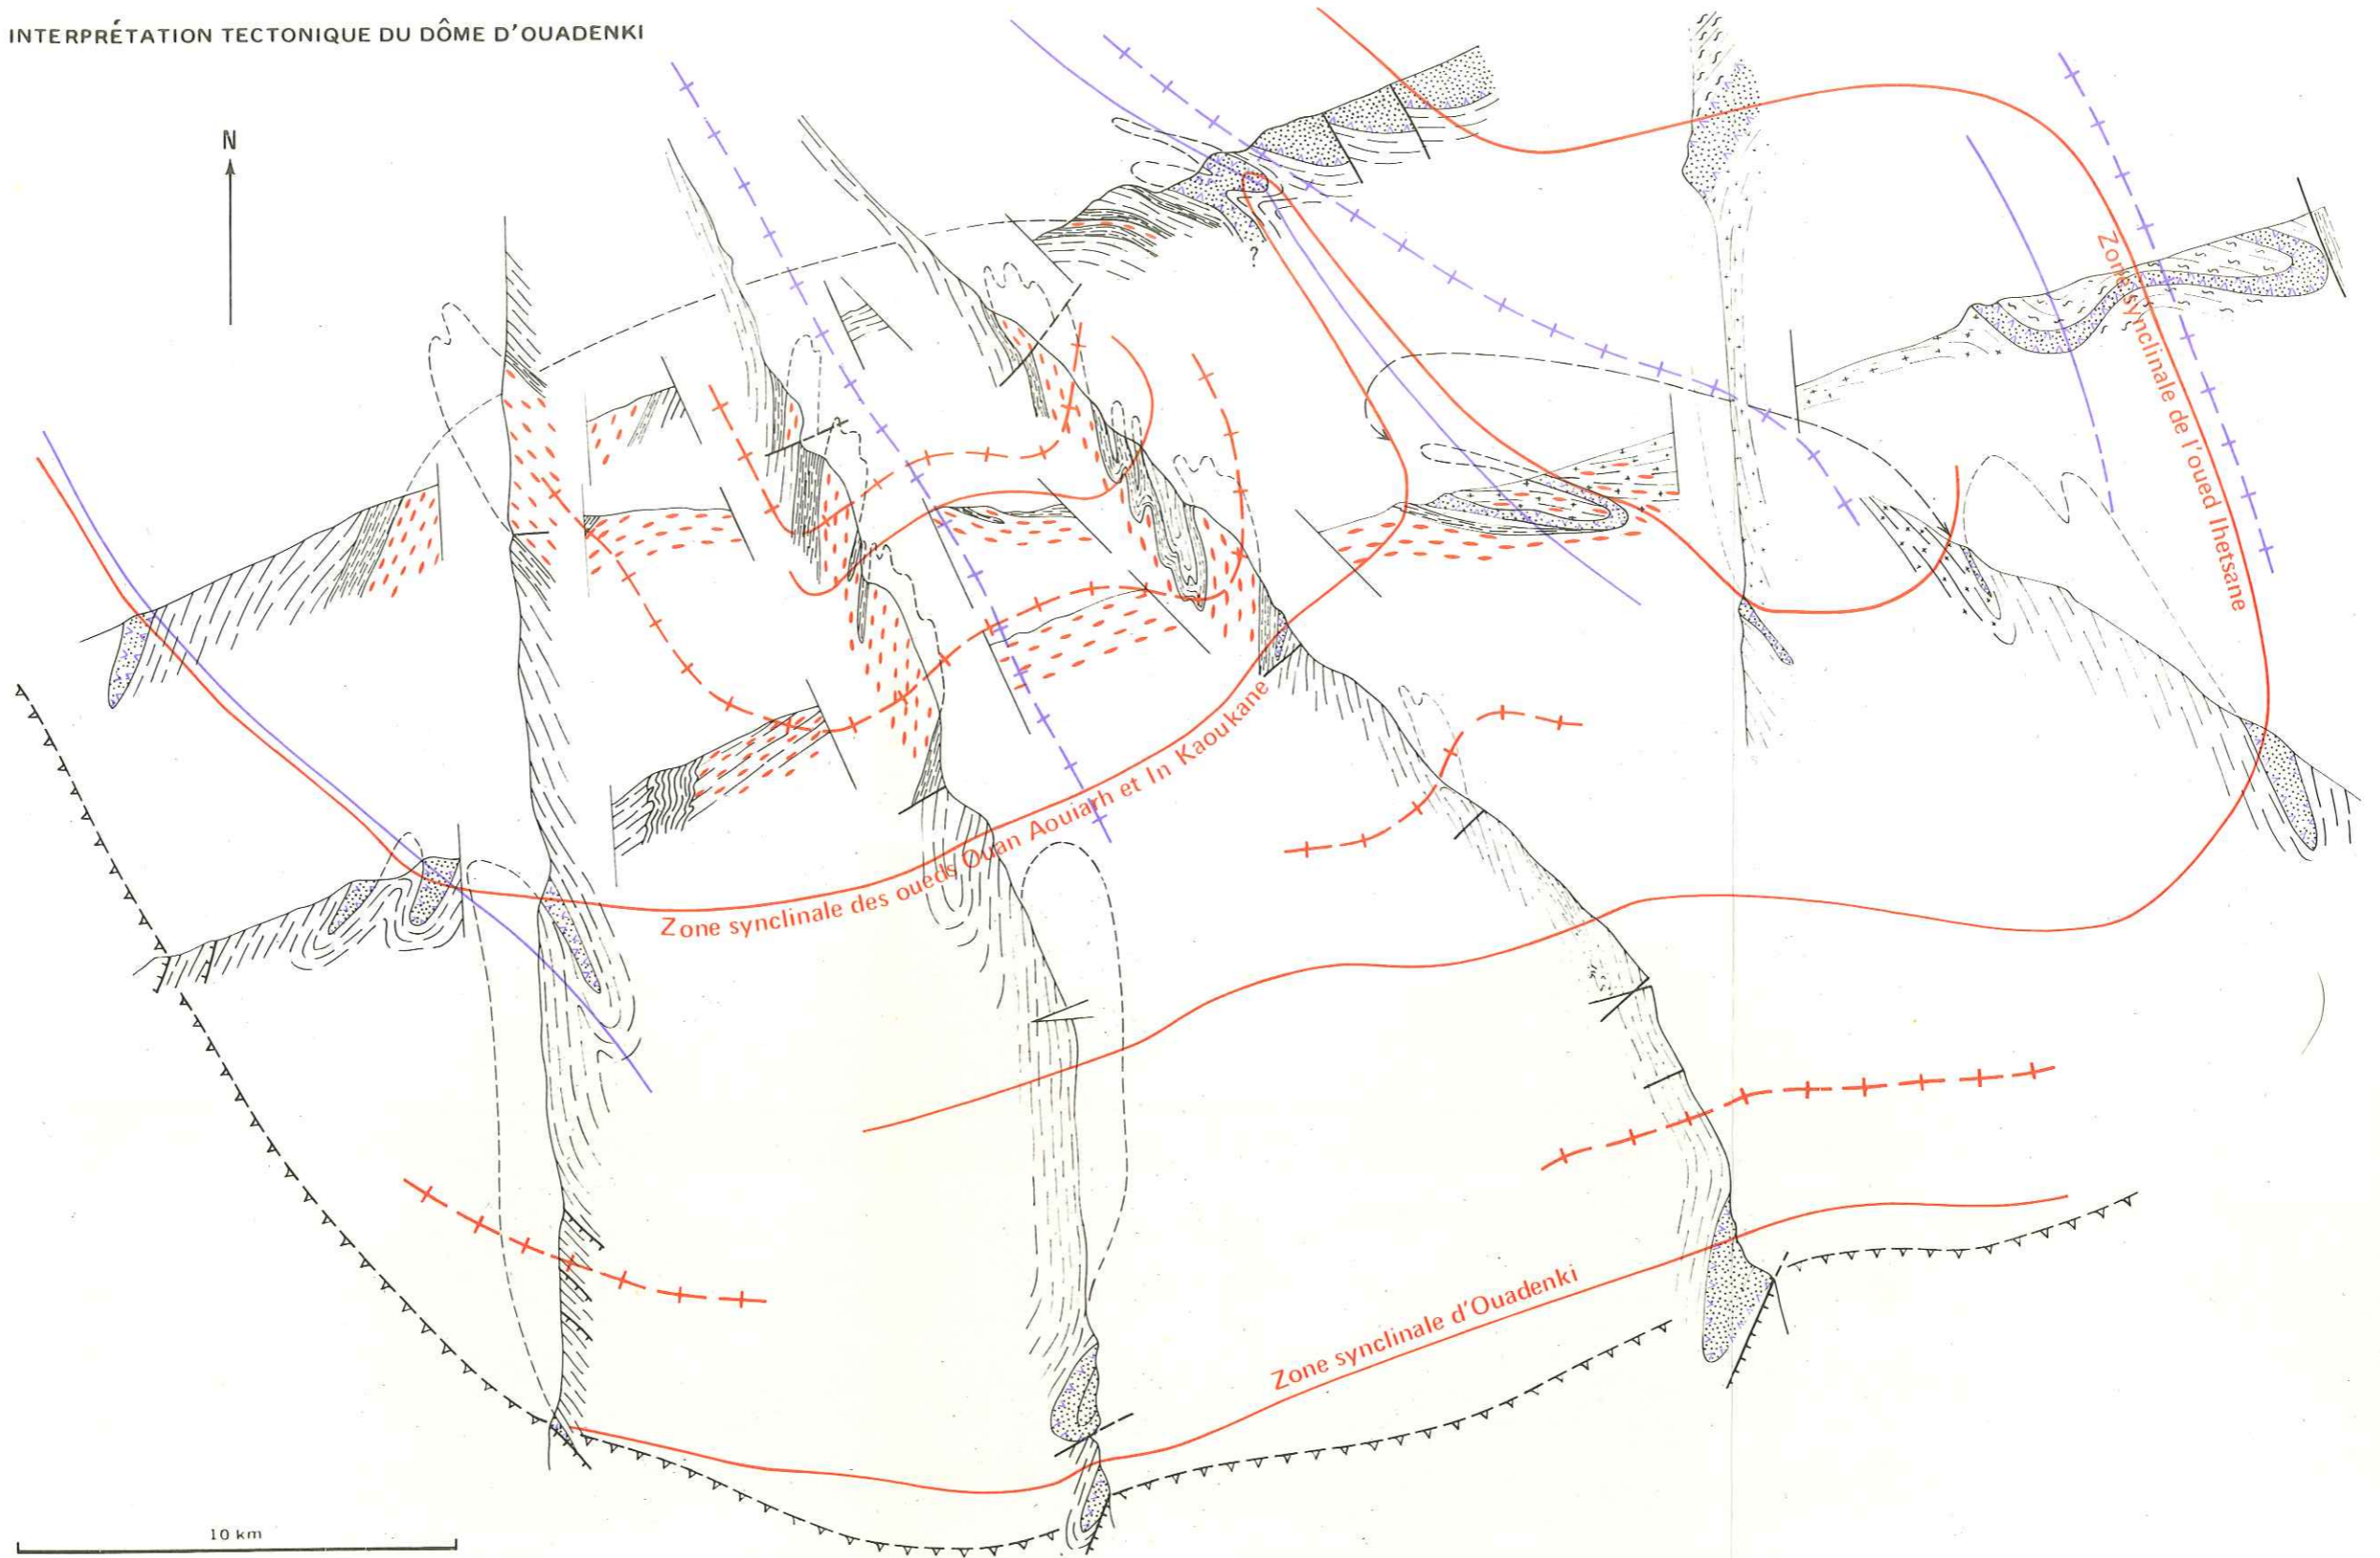 INTERPRÉTATION TECTONIQUE DU DÔME D'OUADENKI
N
?
Zone synclinale de l'oued Ihetsane
Zone synclinale des oueds Ouan Aouiarh et In Kaoukane
Zone synclinale d'Ouadenki
10 km